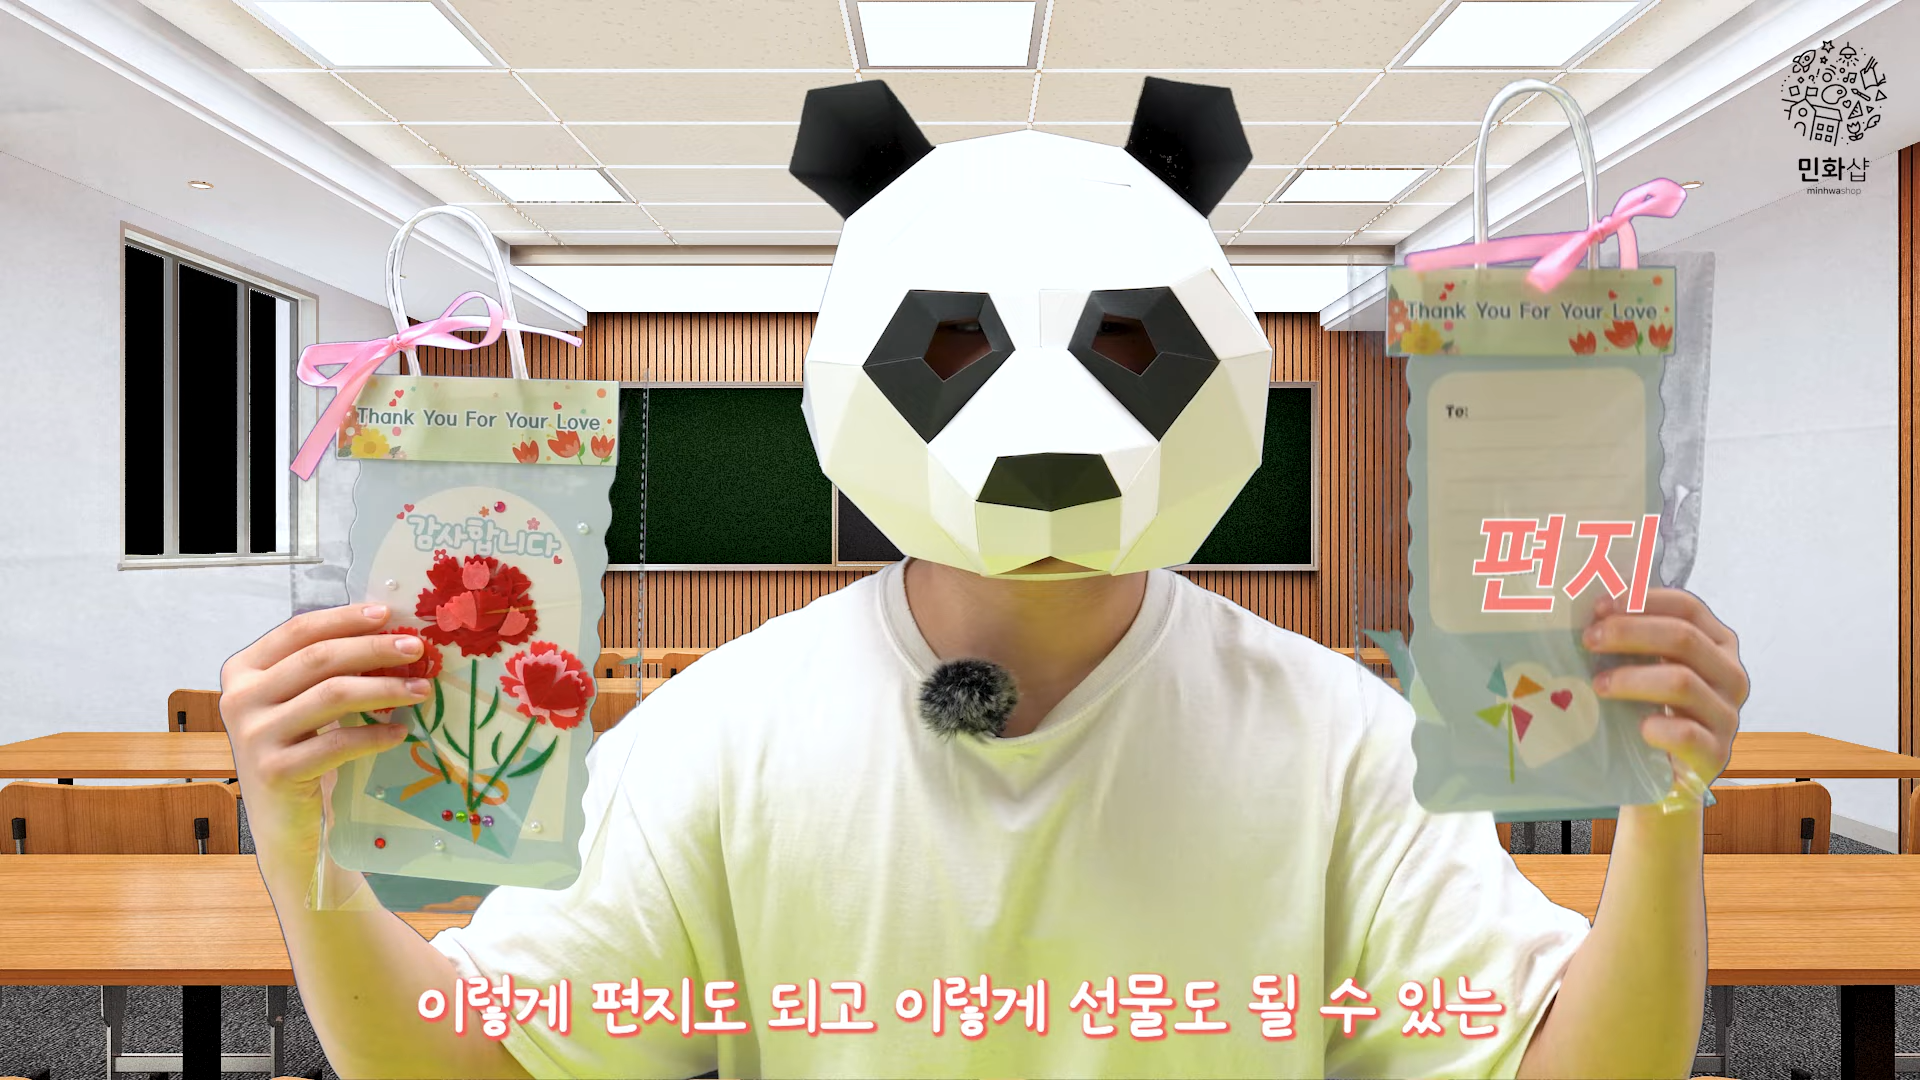 민화샵
minhwashop
Thank You For Your Love
Thank You For Your Love
To:
감사합니다
편지
이렇게 편지도 되고 이렇게 선물도 될 수 있는